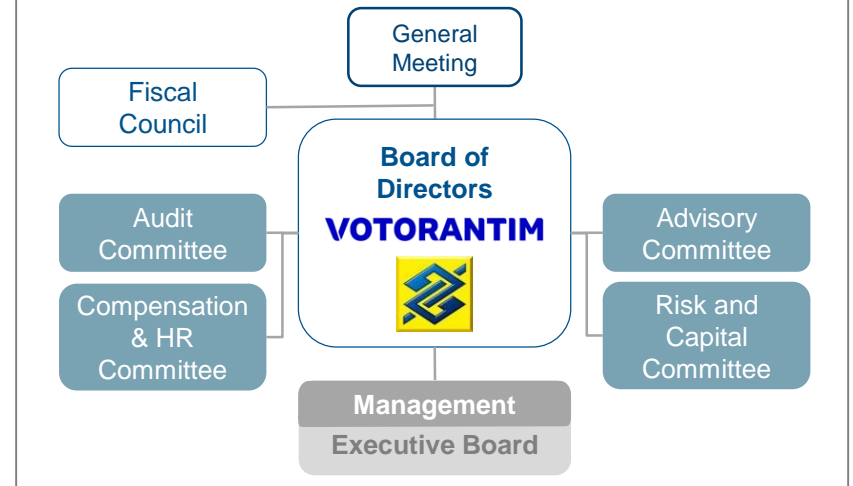 General
Meeting
Fiscal
Council
Board of
Directors
VOTORANTIM
Audit
Committee
Advisory
Committee
Compensation
& HR
Committee
Risk and
Capital
Committee
Management
Executive Board